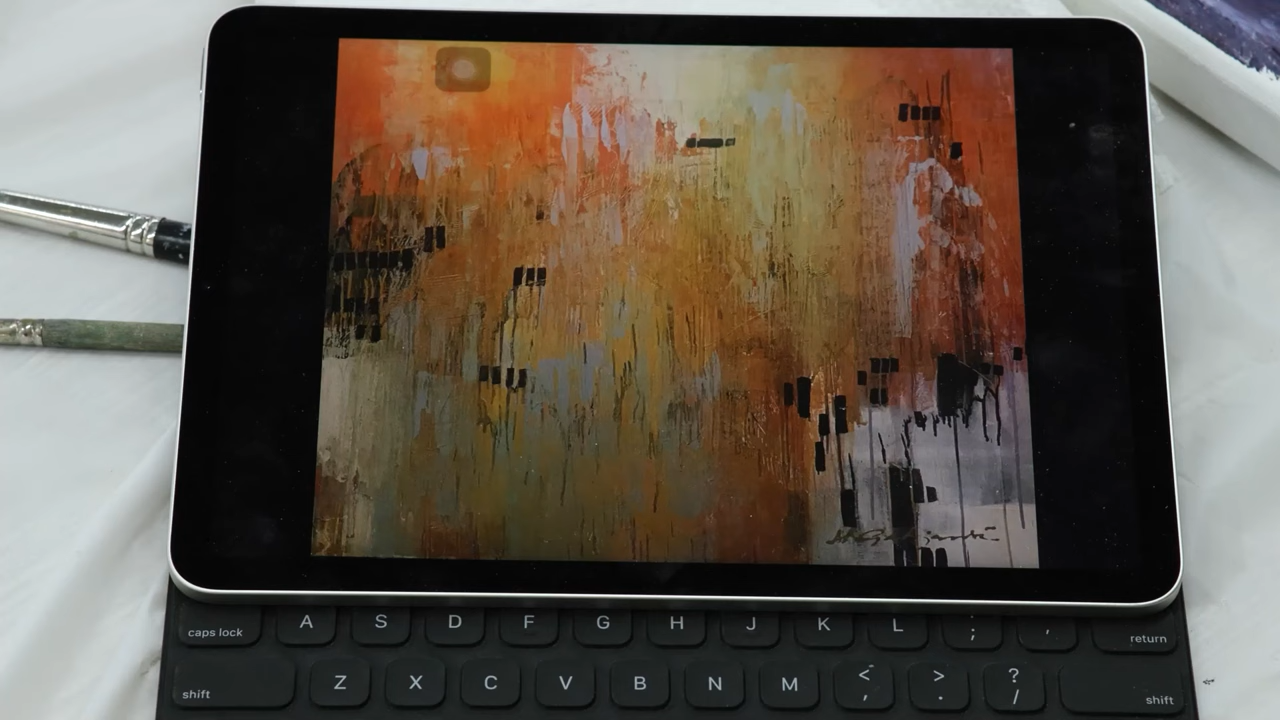 caps lock A S D F G H J K L ; ' return
shift Z X C V B N M < , > . ? / shift